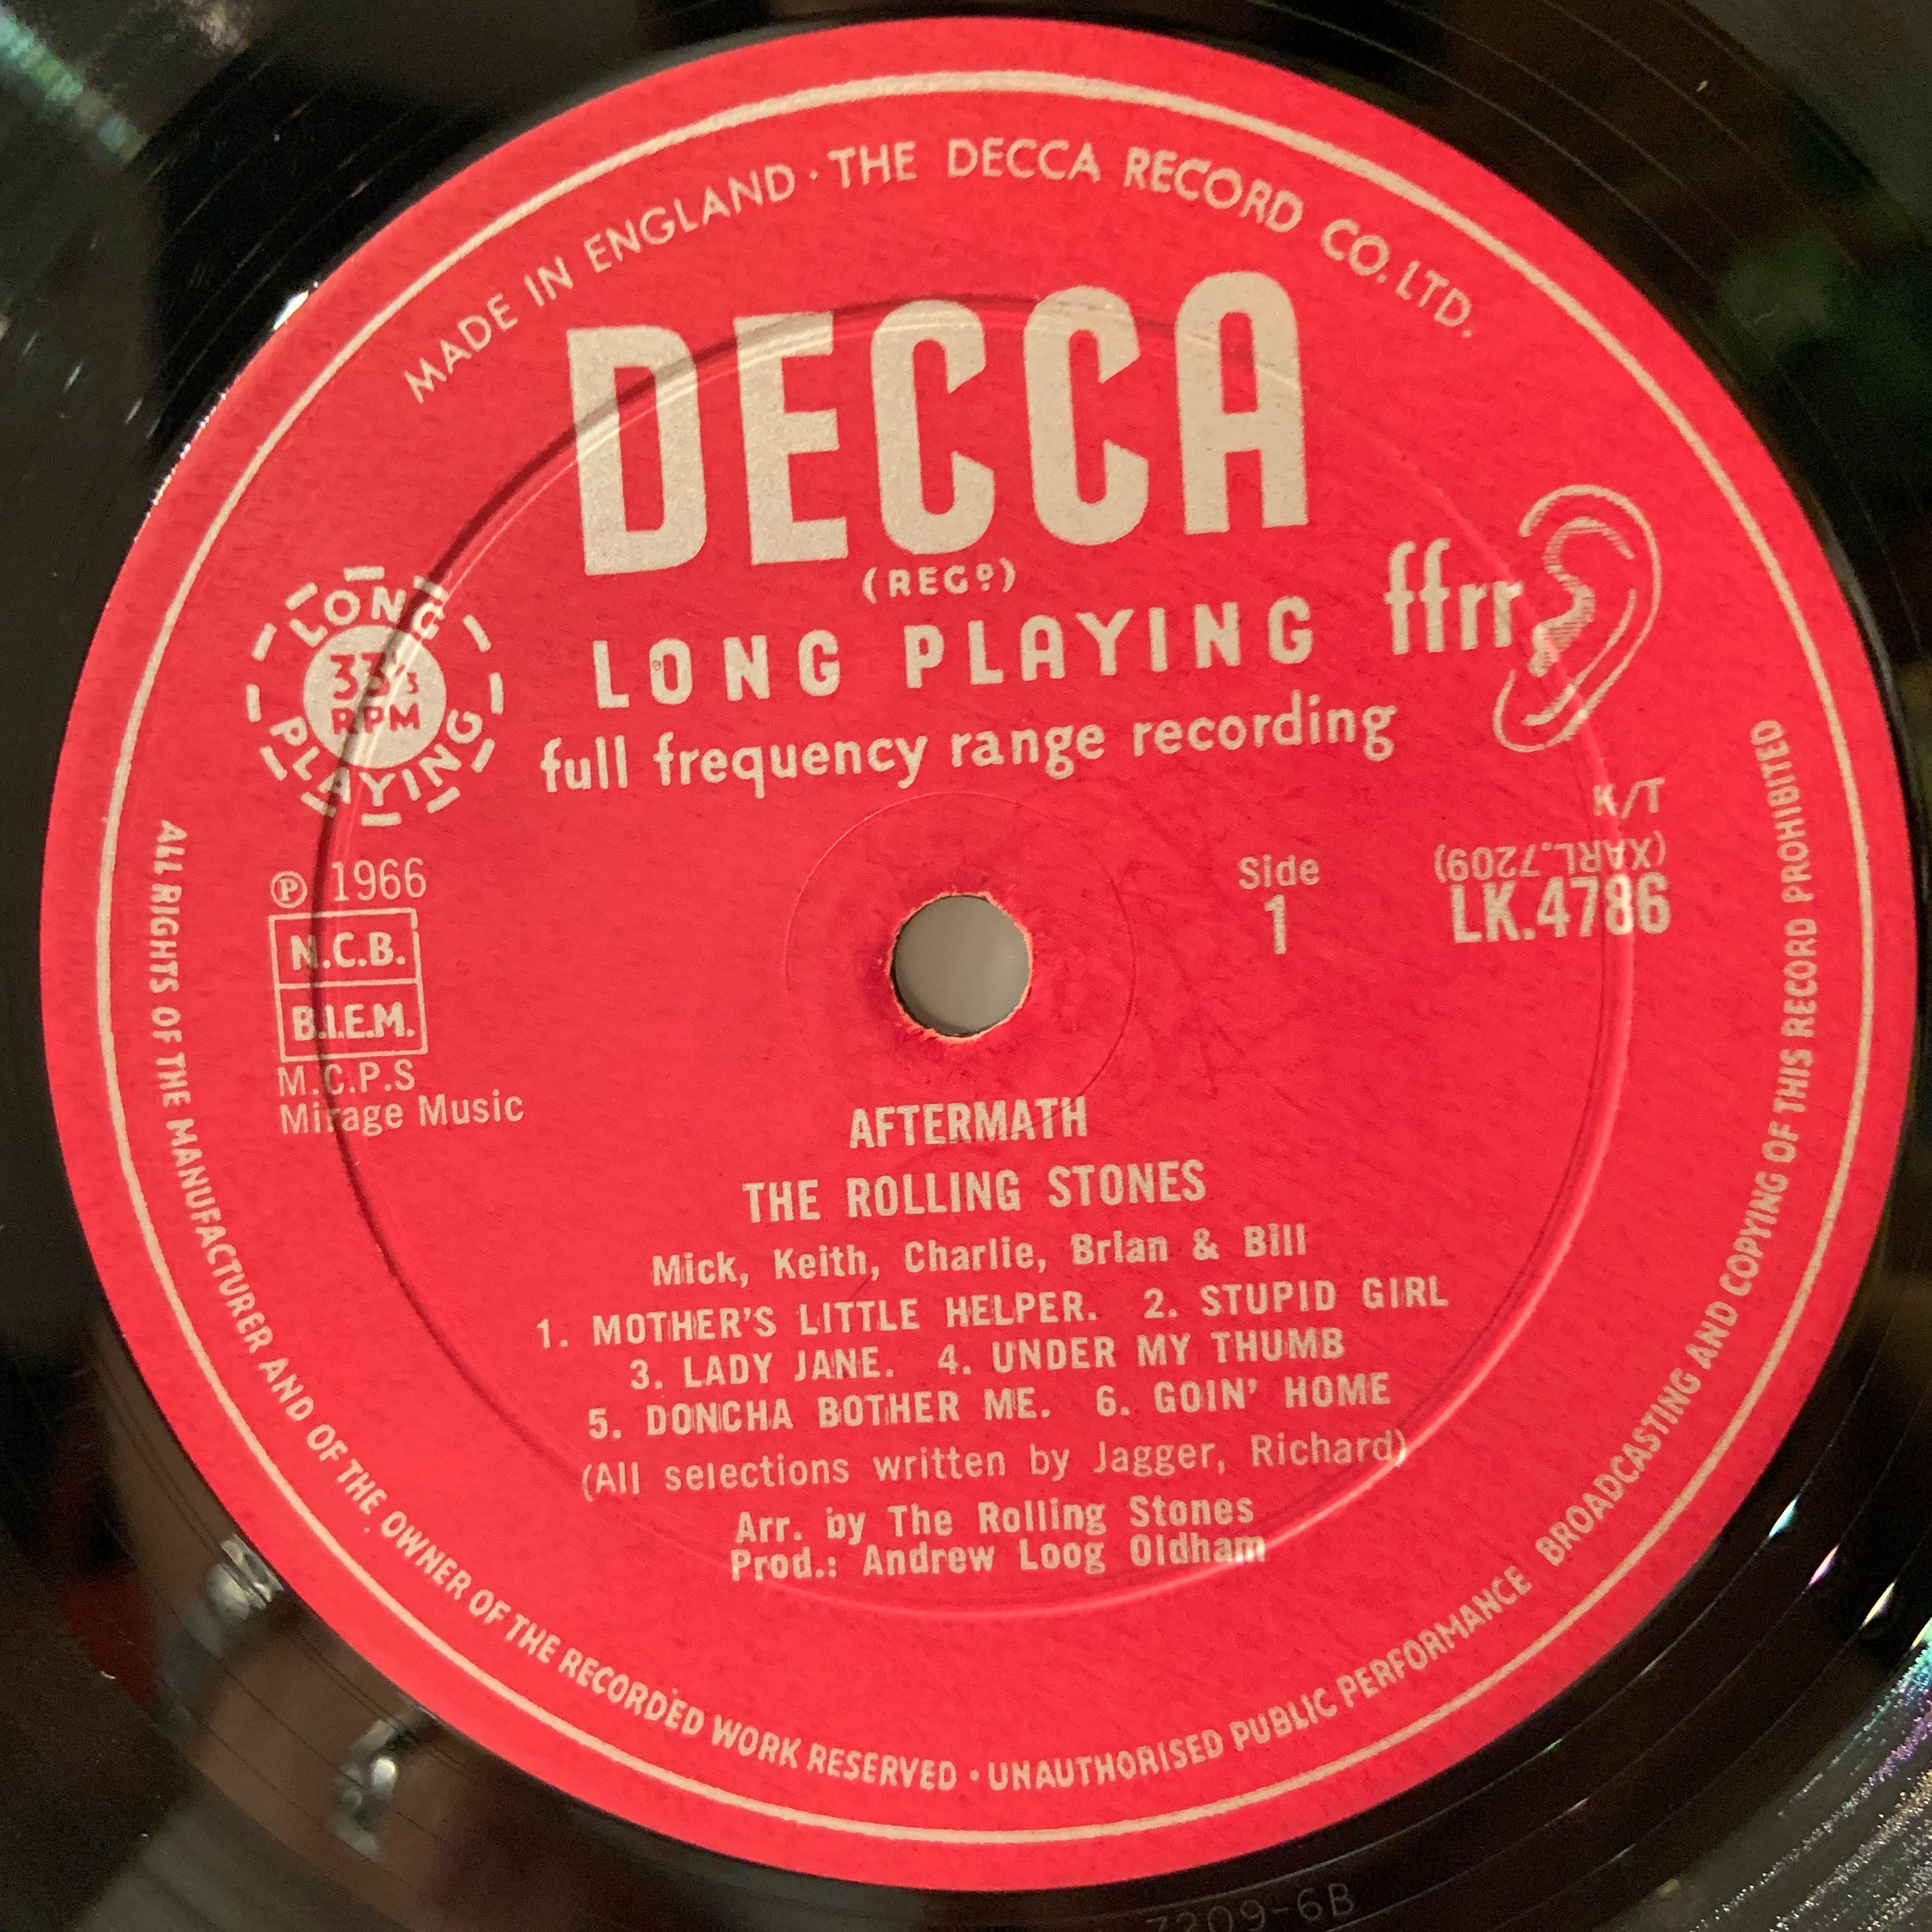 MADE IN ENGLAND · THE DECCA RECORD CO. LTD.
DECCA
(REGD.)
LONG PLAYING
ffrr
full frequency range recording
LONG PLAYING
33⅓
RPM
K/T
(XARL.7209)
LK.4786
Side
1
℗ 1966
N.C.B.
B.I.E.M.
M.C.P.S
Mirage Music
AFTERMATH
THE ROLLING STONES
Mick, Keith, Charlie, Brian & Bill
1. MOTHER'S LITTLE HELPER. 2. STUPID GIRL
3. LADY JANE. 4. UNDER MY THUMB
5. DONCHA BOTHER ME. 6. GOIN' HOME
(All selections written by Jagger, Richard)
Arr. by The Rolling Stones
Prod.: Andrew Loog Oldham
ALL RIGHTS OF THE MANUFACTURER AND OF THE OWNER OF THE RECORDED WORK RESERVED · UNAUTHORISED PUBLIC PERFORMANCE BROADCASTING AND COPYING OF THIS RECORD PROHIBITED
7209-6B